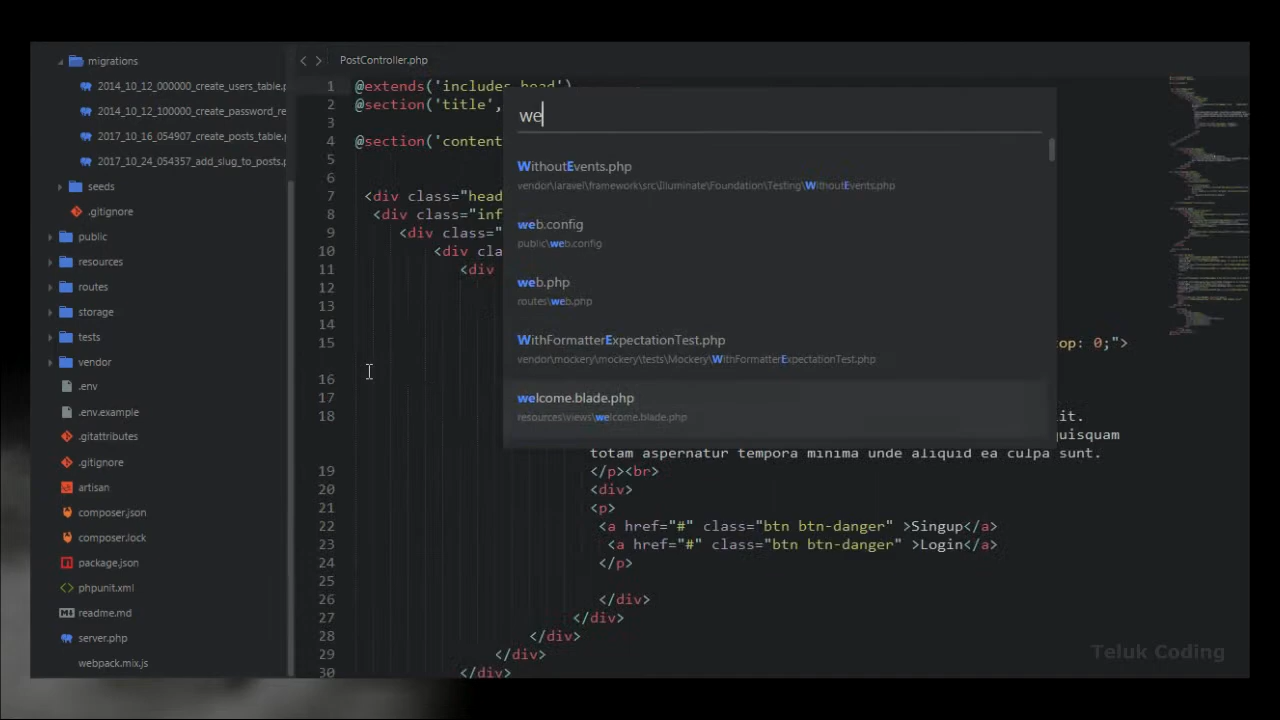 migrations
2014_10_12_000000_create_users_table.p
2014_10_12_100000_create_password_re
2017_10_16_054907_create_posts_table.p
2017_10_24_054357_add_slug_to_posts.p
seeds
.gitignore
public
resources
routes
storage
tests
vendor
.env
.env.example
.gitattributes
.gitignore
artisan
composer.json
composer.lock
package.json
phpunit.xml
readme.md
server.php
webpack.mix.js
PostController.php
we
WithoutEvents.php
vendor\laravel\framework\src\Illuminate\Foundation\Testing\WithoutEvents.php
web.config
public\web.config
web.php
routes\web.php
WithFormatterExpectationTest.php
vendor\mockery\mockery\tests\Mockery\WithFormatterExpectationTest.php
welcome.blade.php
resources\views\welcome.blade.php
1 @extends('includes.head')
2 @section('title',
3
4 @section('content
5
6
7 <div class="head
8 <div class="inf
9 <div class="
10 <div cla
11 <div
12
13
14
15 op: 0;">
16
17
18 it.
uisquam
totam aspernatur tempora minima unde aliquid ea culpa sunt.
19 </p><br>
20 <div>
21 <p>
22 <a href="#" class="btn btn-danger" >Singup</a>
23 <a href="#" class="btn btn-danger" >Login</a>
24 </p>
25
26 </div>
27 </div>
28 </div>
29 </div>
30 </div>
Teluk Coding